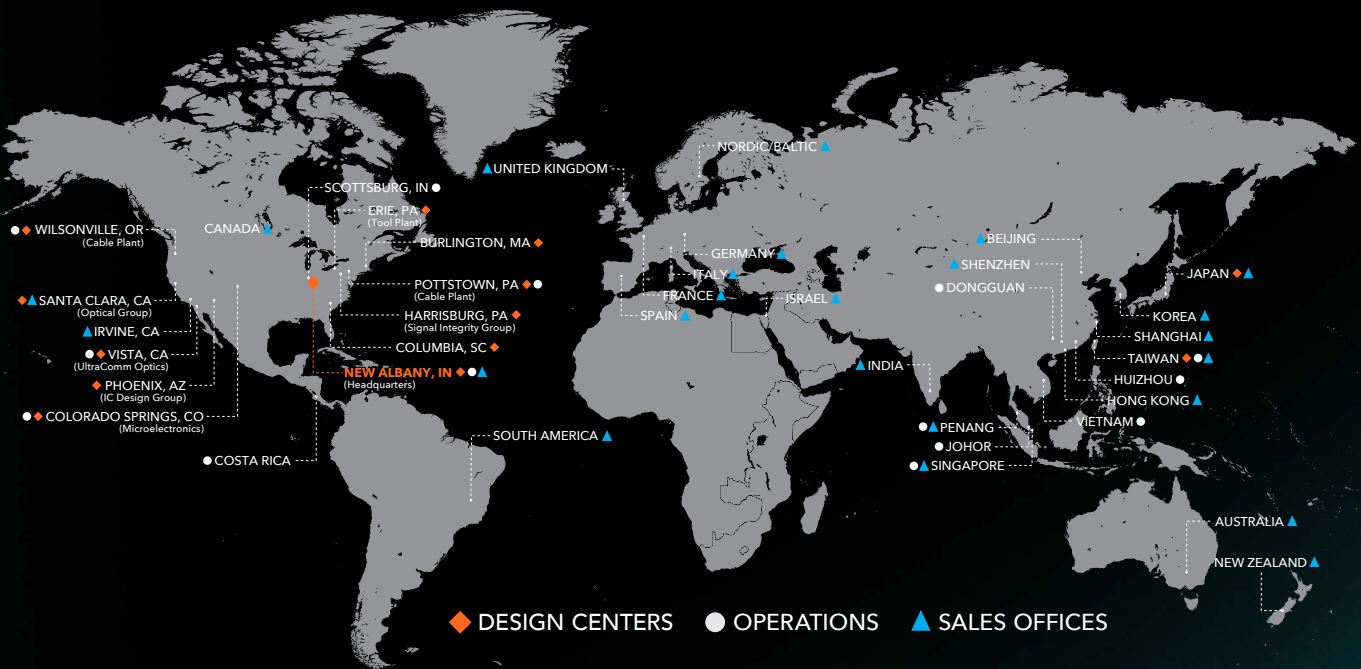 NORDIC/BALTIC
UNITED KINGDOM
SCOTTSBURG, IN
ERIE, PA
(Tool Plant)
WILSONVILLE, OR
(Cable Plant)
CANADA
BURLINGTON, MA
BEIJING
GERMANY
SHENZHEN
ITALY
JAPAN
POTTSTOWN, PA
(Cable Plant)
DONGGUAN
FRANCE
ISRAEL
SANTA CLARA, CA
(Optical Group)
HARRISBURG, PA
(Signal Integrity Group)
SPAIN
KOREA
IRVINE, CA
SHANGHAI
COLUMBIA, SC
VISTA, CA
(UltraComm Optics)
TAIWAN
INDIA
NEW ALBANY, IN
(Headquarters)
HUIZHOU
PHOENIX, AZ
(IC Design Group)
HONG KONG
COLORADO SPRINGS, CO
(Microelectronics)
VIETNAM
PENANG
SOUTH AMERICA
JOHOR
COSTA RICA
SINGAPORE
AUSTRALIA
NEW ZEALAND
DESIGN CENTERS
OPERATIONS
SALES OFFICES